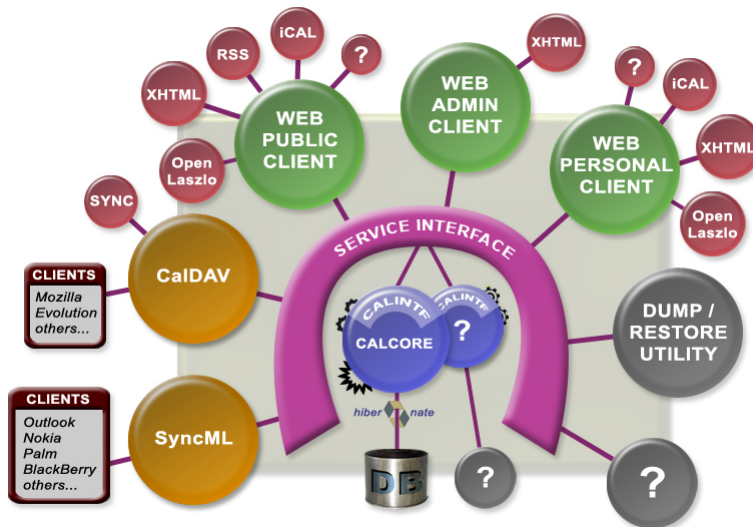 iCAL
RSS
?
XHTML
WEB
PUBLIC
CLIENT
Open
Laszlo
WEB
ADMIN
CLIENT
XHTML
?
iCAL
XHTML
WEB
PERSONAL
CLIENT
Open
Laszlo
SYNC
CalDAV
CLIENTS
Mozilla
Evolution
others...
SERVICE INTERFACE
CALINTF
CALCORE
CALINTF
?
DUMP /
RESTORE
UTILITY
CLIENTS
Outlook
Nokia
Palm
BlackBerry
others...
SyncML
hiber nate
DB
?
?